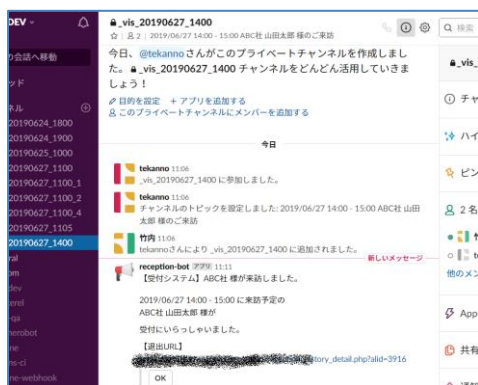 DEV
の会話へ移動
ッド
ネル
20190624_1800
20190624_1900
20190625_1000
20190627_1100
20190627_1100_1
20190627_1100_2
20190627_1100_4
20190627_1105
20190627_1400
ral
om
dev
erel
-qa
nerobot
ne
ns-ci
ne-webhook
_vis_20190627_1400
2 | 2019/06/27 14:00 - 15:00 ABC社 山田太郎 様のご来訪
今日、@tekannoさんがこのプライベートチャンネルを作成しまし
た。 _vis_20190627_1400 チャンネルをどんどん活用していきま
しょう！
目的を設定 + アプリを追加する
このプライベートチャンネルにメンバーを追加する
今日
tekanno 11:06
_vis_20190627_1400 に参加しました。
tekanno 11:06
チャンネルのトピックを設定しました: 2019/06/27 14:00 - 15:00 ABC社 山田
太郎 様のご来訪
竹内 11:06
tekannoさんにより _vis_20190627_1400 に追加されました。
新しいメッセージ
reception-bot アプリ 11:11
【受付システム】ABC社 様が来訪しました。
2019/06/27 14:00 - 15:00 に来訪予定の
ABC社 山田太郎 様が
受付にいらっしゃいました。
【退出URL】
tory_detail.php?alid=3916
OK
検索
_vis_
チャ
ハイ
ピン
2 名
竹
te
他のメン
App
共有